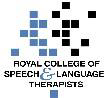 ROYAL COLLEGE OF
SPEECH & LANGUAGE
THERAPISTS